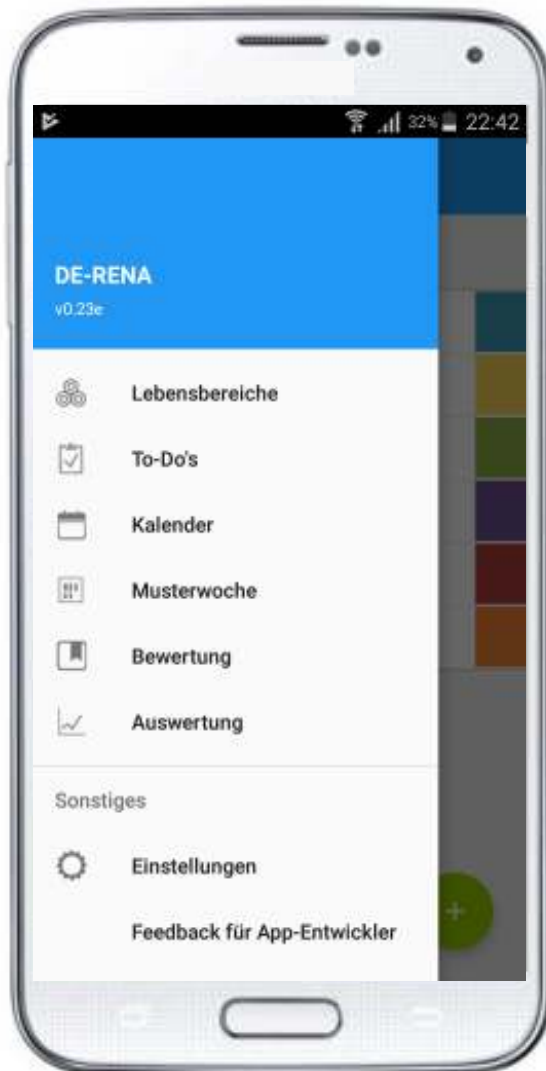 32% 22:42
DE-RENA
v0.23e
Lebensbereiche
To-Do's
Kalender
Musterwoche
Bewertung
Auswertung
Sonstiges
Einstellungen
Feedback für App-Entwickler